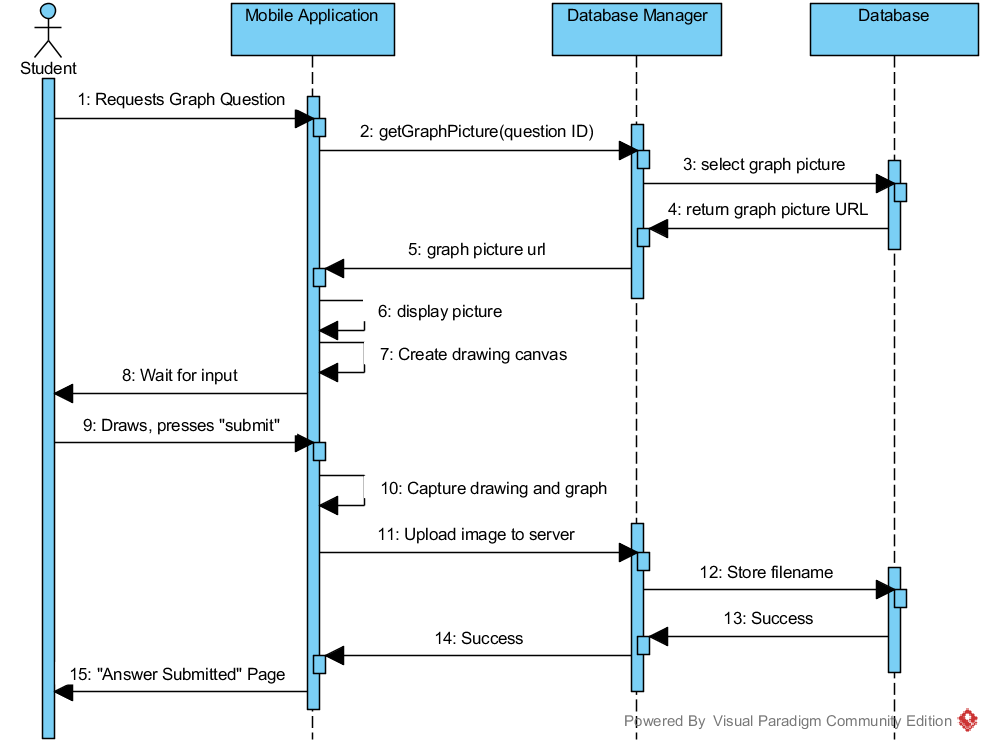 Mobile Application
Database Manager
Database
Student
1: Requests Graph Question
2: getGraphPicture(question ID)
3: select graph picture
4: return graph picture URL
5: graph picture url
6: display picture
7: Create drawing canvas
8: Wait for input
9: Draws, presses "submit"
10: Capture drawing and graph
11: Upload image to server
12: Store filename
13: Success
14: Success
15: "Answer Submitted" Page
Powered By Visual Paradigm Community Edition